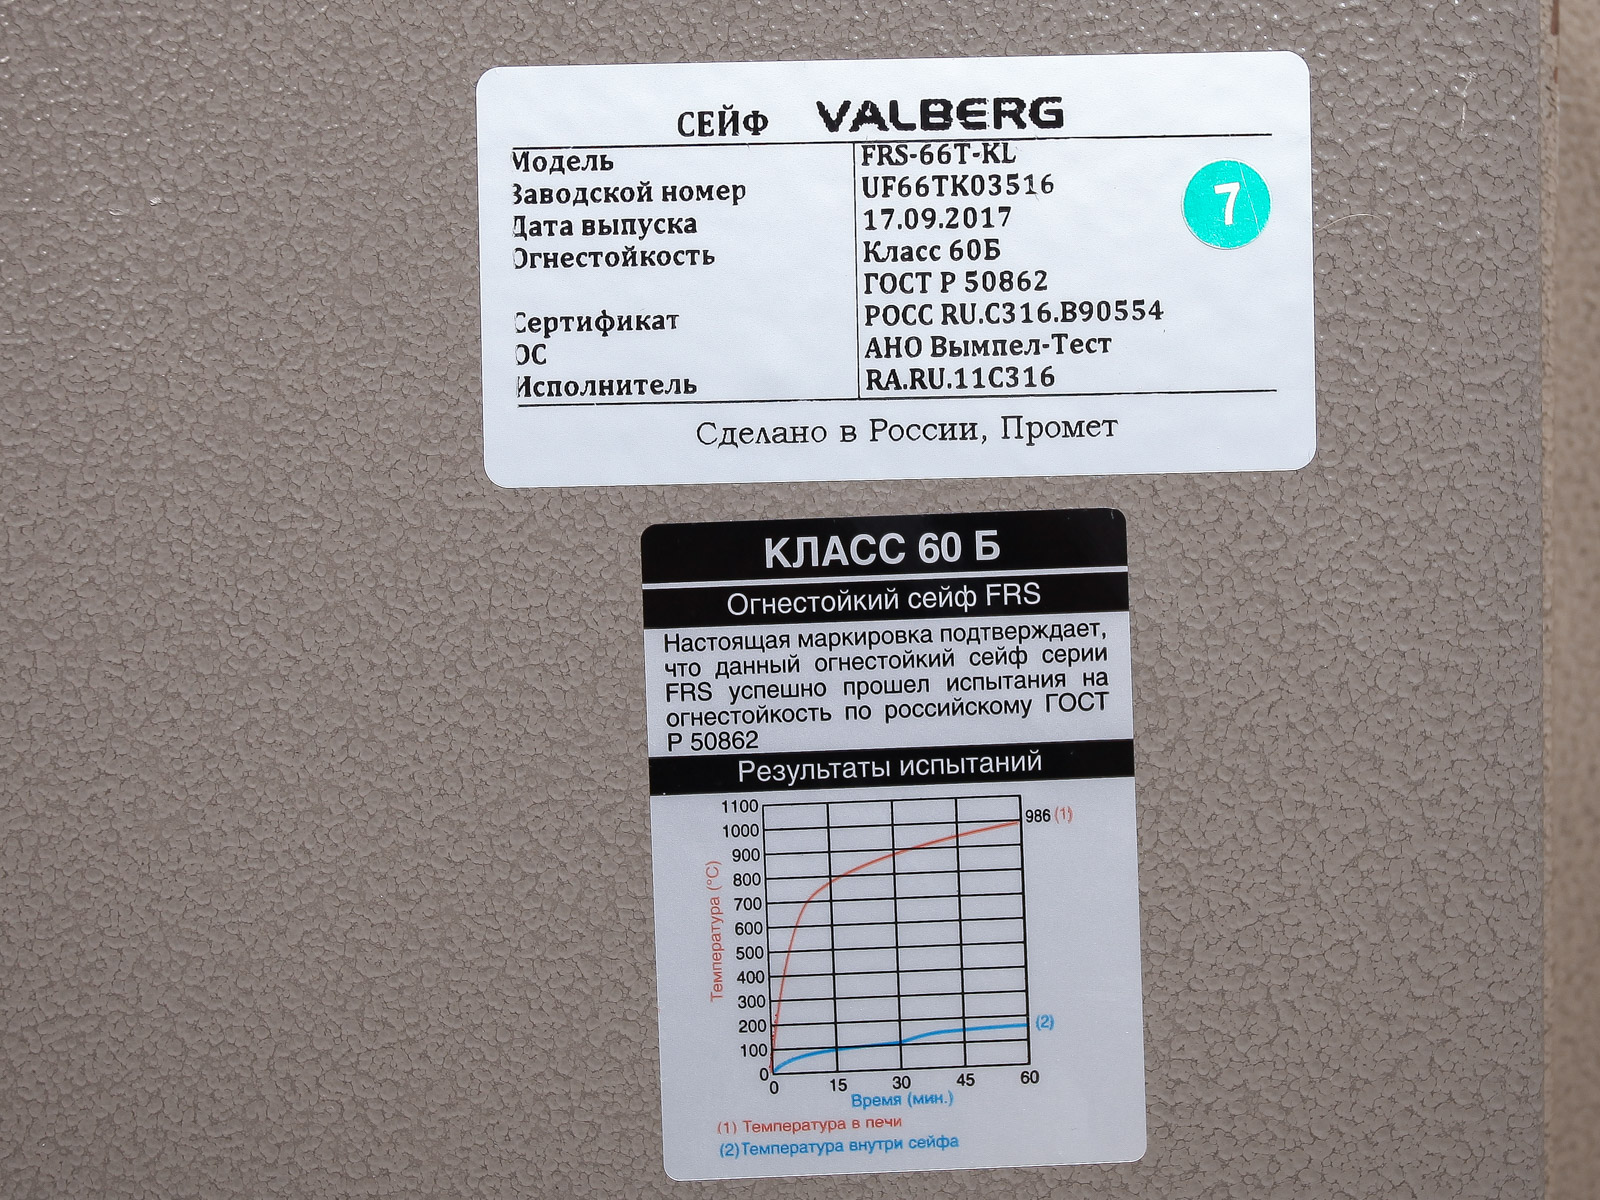 СЕЙФ VALBERG
Модель FRS-66T-KL
Заводской номер UF66TK03516
Дата выпуска 17.09.2017
Огнестойкость Класс 60Б
ГОСТ Р 50862
Сертификат РОСС RU.C316.B90554
ОС АНО Вымпел-Тест
Исполнитель RA.RU.11C316
7
Сделано в России, Промет
КЛАСС 60 Б
Огнестойкий сейф FRS
Настоящая маркировка подтверждает,
что данный огнестойкий сейф серии
FRS успешно прошел испытания на
огнестойкость по российскому ГОСТ
Р 50862
Результаты испытаний
Температура (°C)
1100
1000
900
800
700
600
500
400
300
200
100
0
986 (1)
(2)
0 15 30 45 60
Время (мин.)
(1) Температура в печи
(2) Температура внутри сейфа